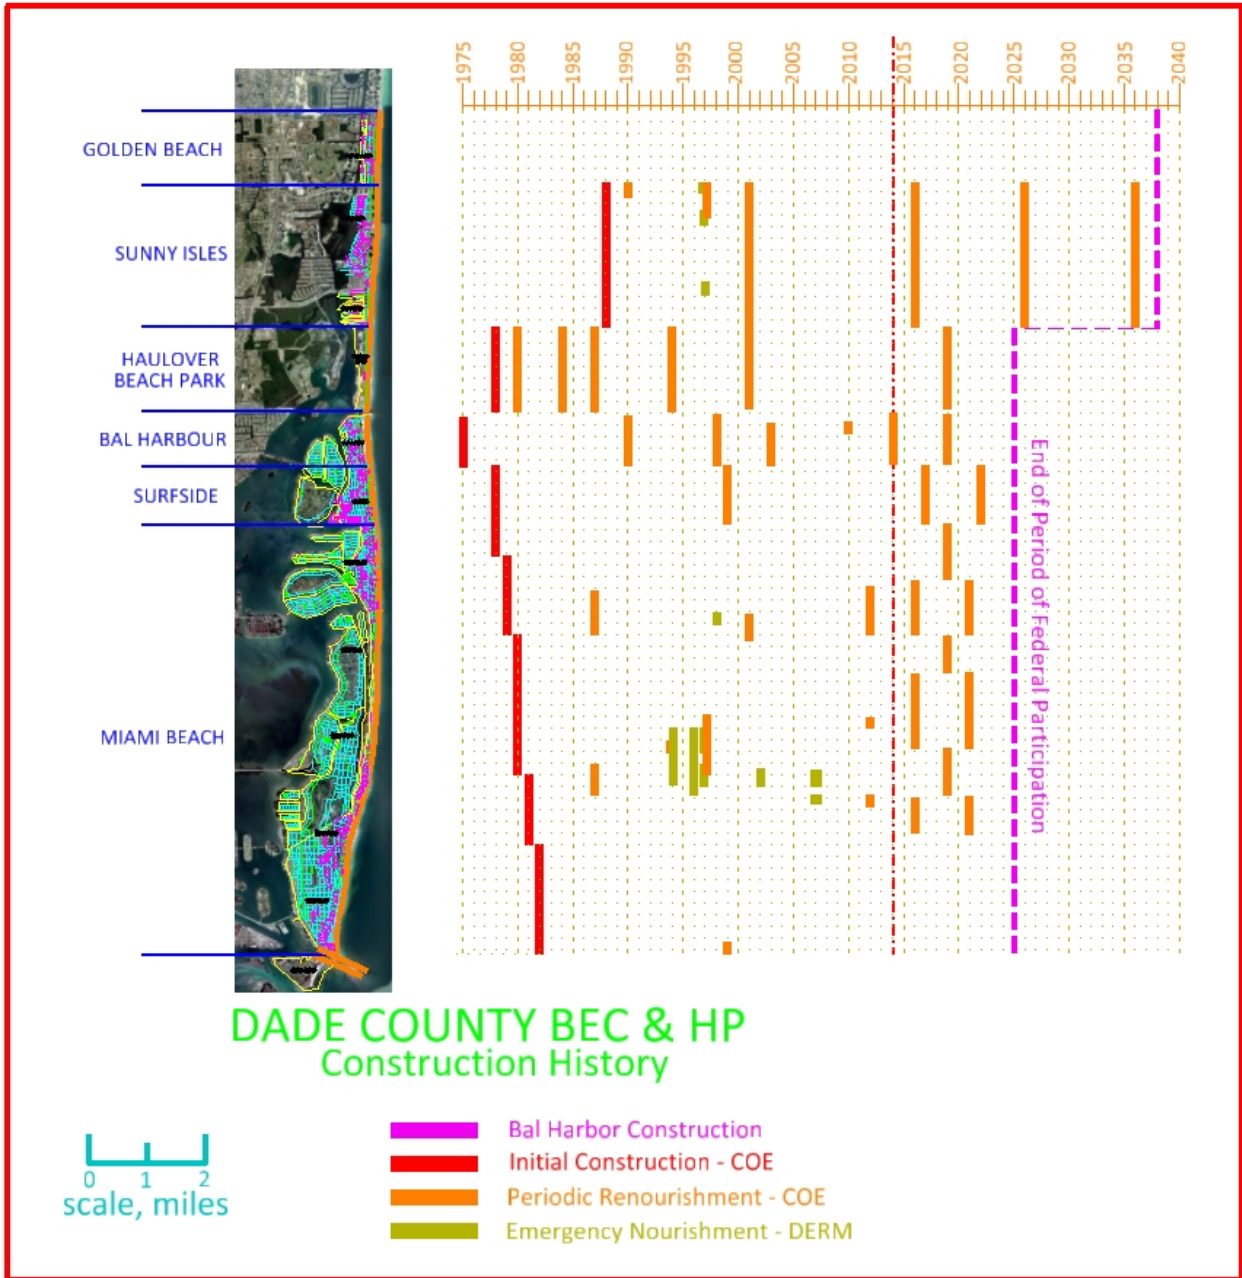 1975 1980 1985 1990 1995 2000 2005 2010 2015 2020 2025 2030 2035 2040
GOLDEN BEACH
SUNNY ISLES
HAULOVER
BEACH PARK
BAL HARBOUR
SURFSIDE
MIAMI BEACH
End of Period of Federal Participation
DADE COUNTY BEC & HP
Construction History
Bal Harbor Construction
Initial Construction - COE
Periodic Renourishment - COE
Emergency Nourishment - DERM
0 1 2
scale, miles